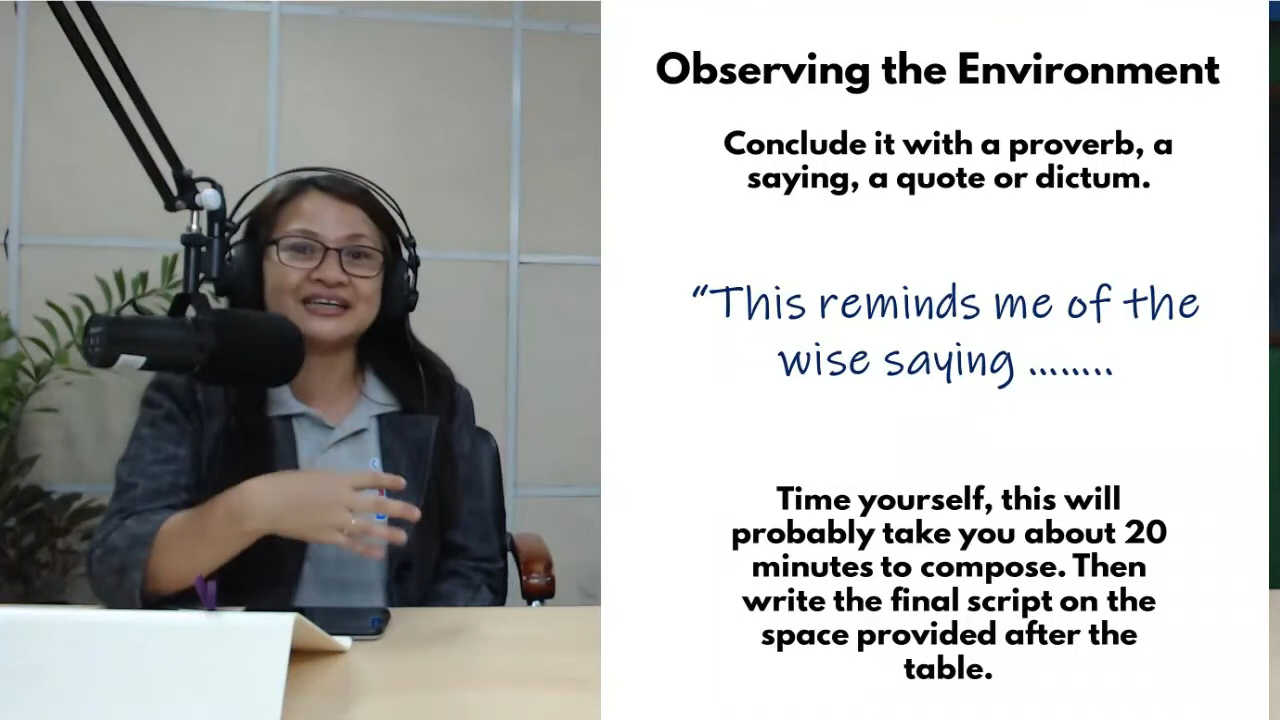 Observing the Environment
Conclude it with a proverb, a
saying, a quote or dictum.
“This reminds me of the
wise saying ........
Time yourself, this will
probably take you about 20
minutes to compose. Then
write the final script on the
space provided after the
table.